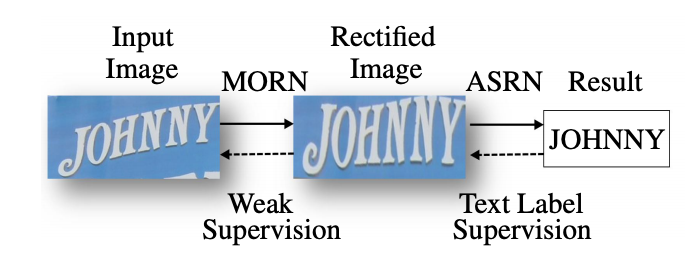 Input Image
Rectified Image
MORN
ASRN
Result
JOHNNY
JOHNNY
JOHNNY
Weak Supervision
Text Label Supervision